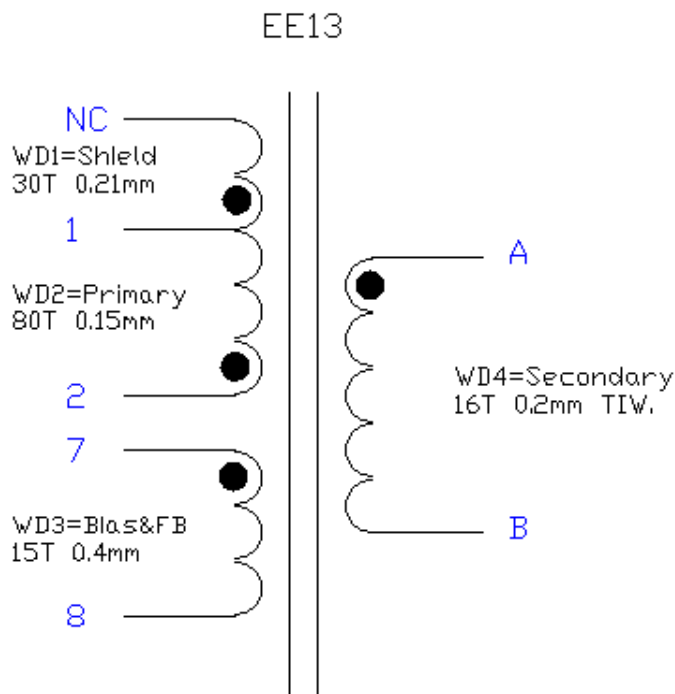 EE13
NC
WD1=Shield
30T 0.21mm
1
WD2=Primary
80T 0.15mm
2
7
WD3=Bias&FB
15T 0.4mm
8
A
WD4=Secondary
16T 0.2mm TIW.
B